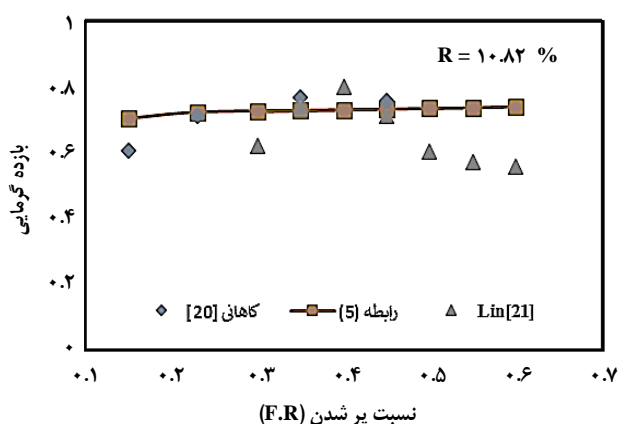 R = ۱۰.۸۲ %
بازده گرمایی
۱
۰.۸
۰.۶
۰.۴
۰.۲
۰
کاهانی [20]
رابطه (5)
Lin[21]
۰.۱ ۰.۲ ۰.۳ ۰.۴ ۰.۵ ۰.۶ ۰.۷
نسبت پر شدن (F.R)